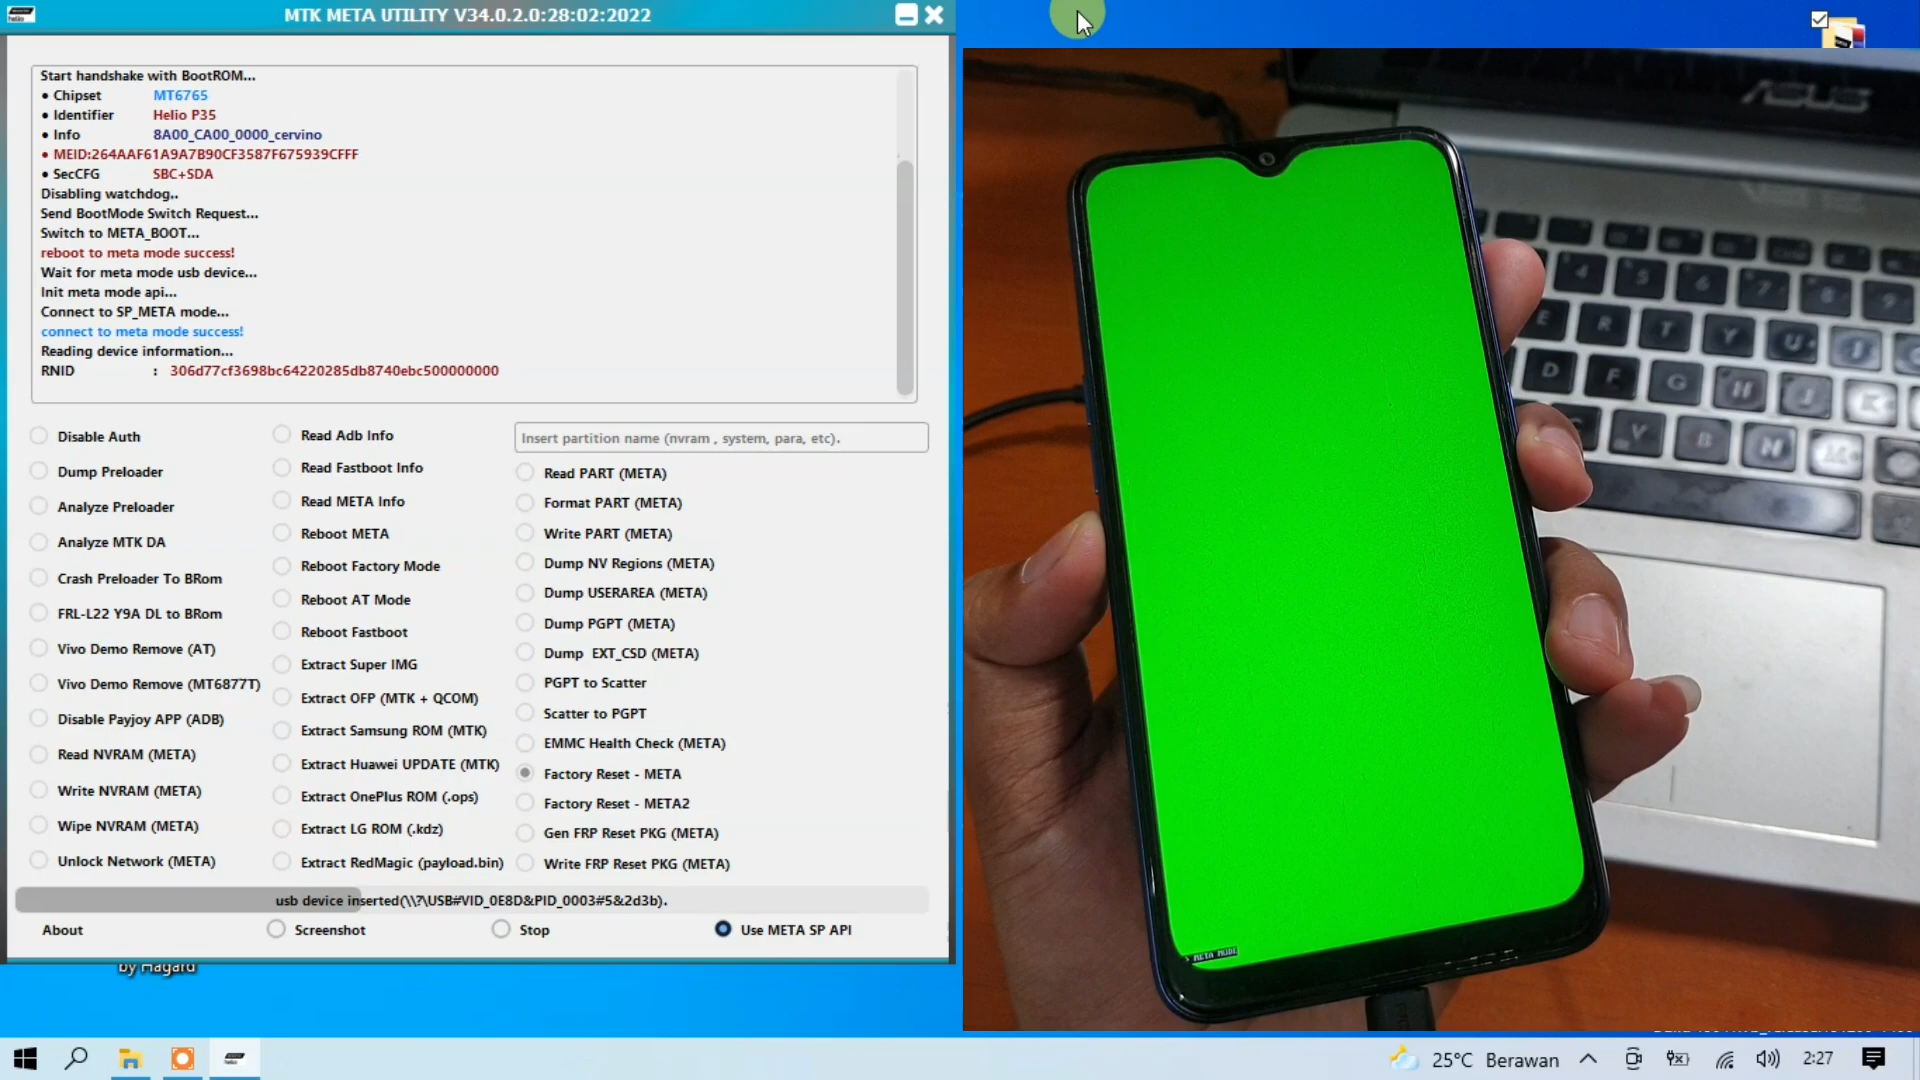 MTK META UTILITY V34.0.2.0:28:02:2022
Start handshake with BootROM...
• Chipset MT6765
• Identifier Helio P35
• Info 8A00_CA00_0000_cervino
• MEID:264AAF61A9A7B90CF3587F675939CFFF
• SecCFG SBC+SDA
Disabling watchdog..
Send BootMode Switch Request...
Switch to META_BOOT...
reboot to meta mode success!
Wait for meta mode usb device...
Init meta mode api...
Connect to SP_META mode...
connect to meta mode success!
Reading device information...
RNID : 306d77cf3698bc64220285db8740ebc500000000
Disable Auth
Dump Preloader
Analyze Preloader
Analyze MTK DA
Crash Preloader To BRom
FRL-L22 Y9A DL to BRom
Vivo Demo Remove (AT)
Vivo Demo Remove (MT6877T)
Disable Payjoy APP (ADB)
Read NVRAM (META)
Write NVRAM (META)
Wipe NVRAM (META)
Unlock Network (META)
Read Adb Info
Read Fastboot Info
Read META Info
Reboot META
Reboot Factory Mode
Reboot AT Mode
Reboot Fastboot
Extract Super IMG
Extract OFP (MTK + QCOM)
Extract Samsung ROM (MTK)
Extract Huawei UPDATE (MTK)
Extract OnePlus ROM (.ops)
Extract LG ROM (.kdz)
Extract RedMagic (payload.bin)
Insert partition name (nvram , system, para, etc).
Read PART (META)
Format PART (META)
Write PART (META)
Dump NV Regions (META)
Dump USERAREA (META)
Dump PGPT (META)
Dump EXT_CSD (META)
PGPT to Scatter
Scatter to PGPT
EMMC Health Check (META)
Factory Reset - META
Factory Reset - META2
Gen FRP Reset PKG (META)
Write FRP Reset PKG (META)
usb device inserted(\\?\USB#VID_0E8D&PID_0003#5&2d3b).
About
Screenshot
Stop
Use META SP API
by Hagard
ASUS
> META MODE
25°C Berawan
2:27